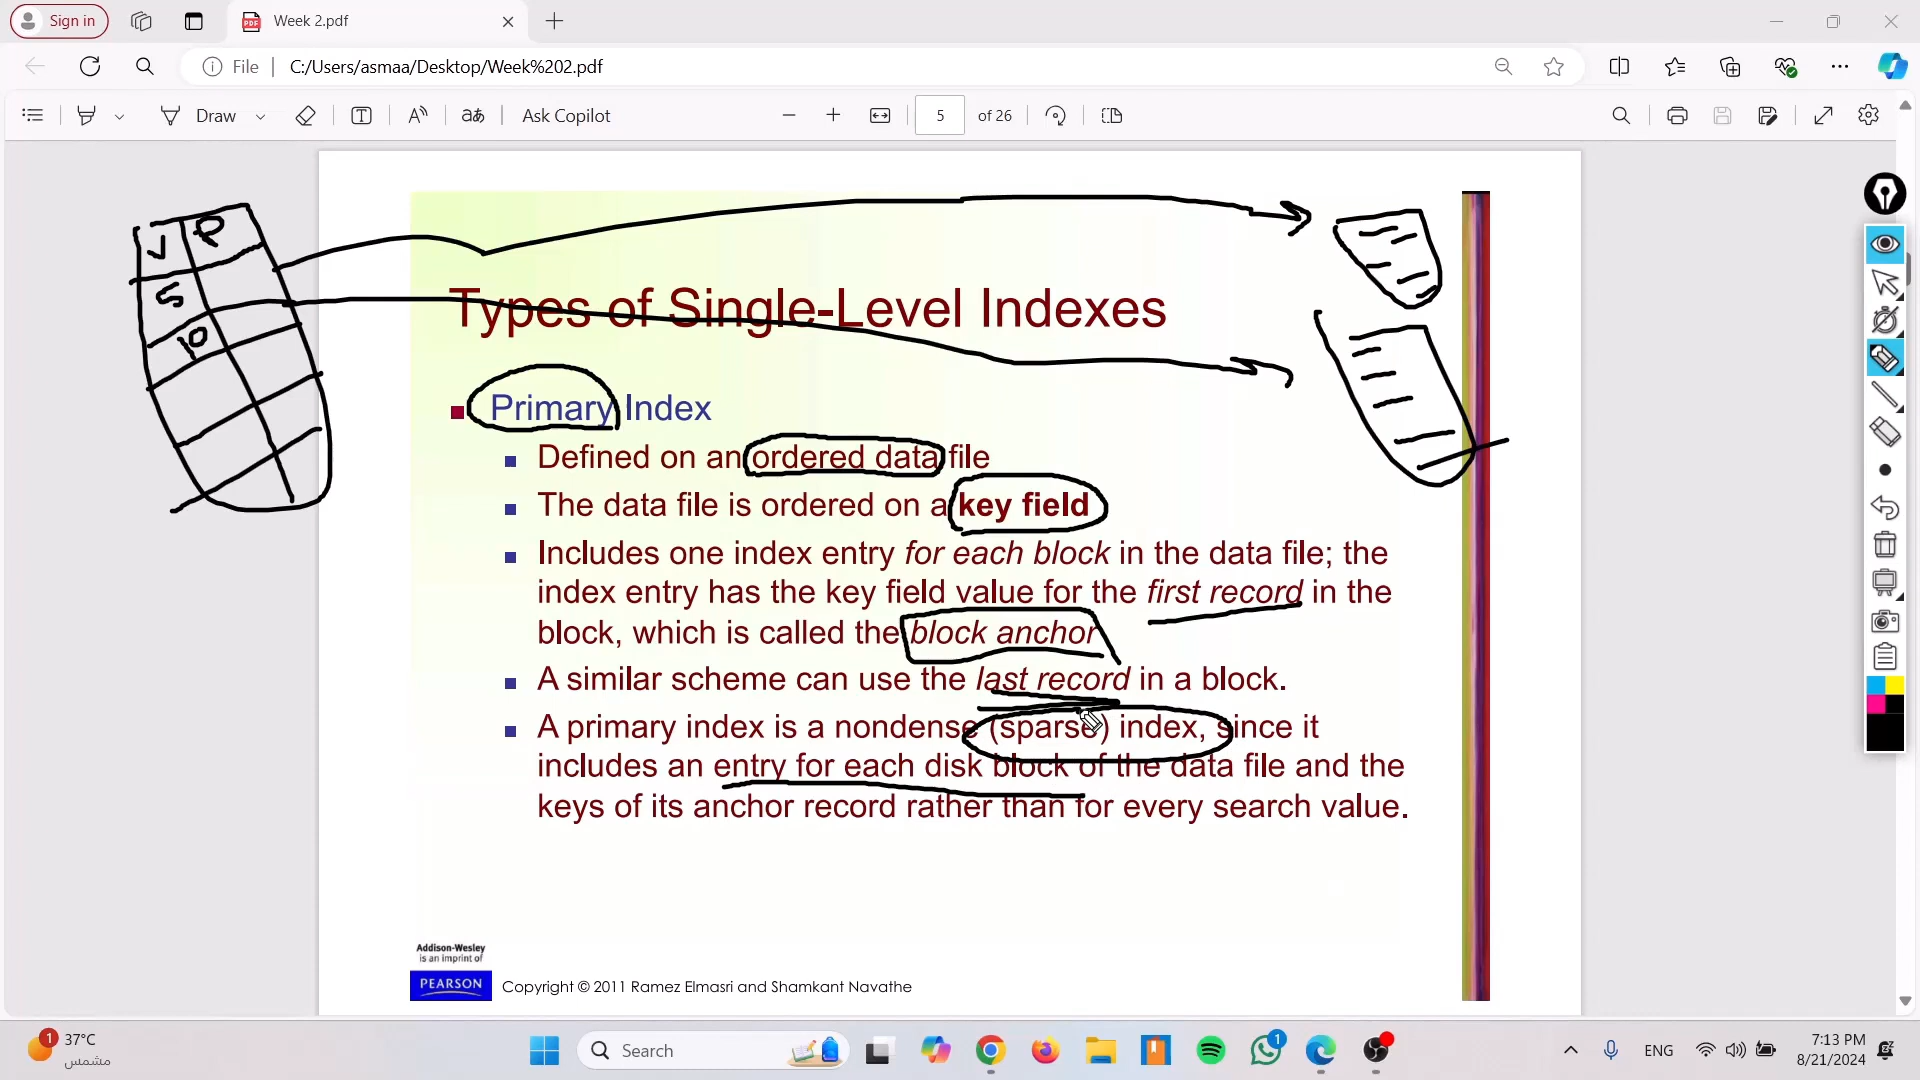 Sign in
Week 2.pdf
File
C:/Users/asmaa/Desktop/Week%202.pdf
Draw
T
A
aあ
Ask Copilot
5
of 26
V P
5
10
Types of Single-Level Indexes
Primary Index
Defined on an ordered data file
The data file is ordered on a key field
Includes one index entry for each block in the data file; the
index entry has the key field value for the first record in the
block, which is called the block anchor
A similar scheme can use the last record in a block.
A primary index is a nondense (sparse) index, since it
includes an entry for each disk block of the data file and the
keys of its anchor record rather than for every search value.
Addison-Wesley
is an imprint of
PEARSON
Copyright © 2011 Ramez Elmasri and Shamkant Navathe
1
37°C
مشمس
Search
1
ENG
7:13 PM
8/21/2024